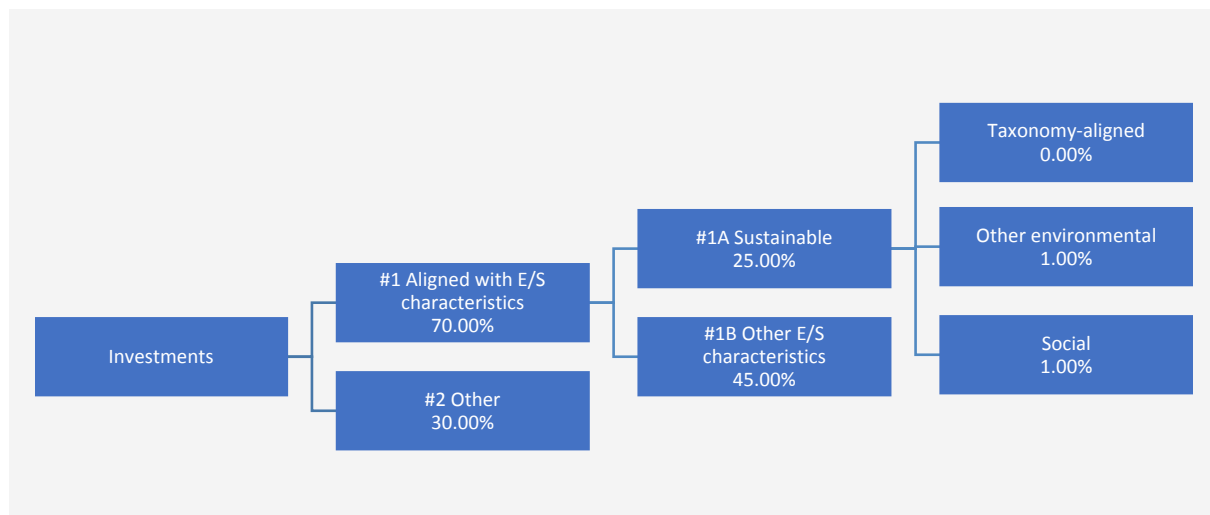 Investments
#1 Aligned with E/S
characteristics
70.00%
#2 Other
30.00%
#1A Sustainable
25.00%
#1B Other E/S
characteristics
45.00%
Taxonomy-aligned
0.00%
Other environmental
1.00%
Social
1.00%